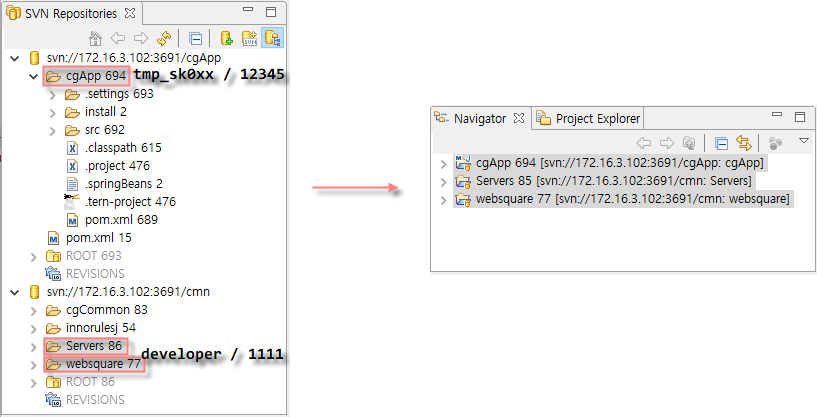 SVN Repositories
svn://172.16.3.102:3691/cgApp
cgApp 694 tmp_sk0xx / 12345
.settings 693
install 2
src 692
.classpath 615
.project 476
.springBeans 2
.tern-project 476
pom.xml 689
pom.xml 15
ROOT 693
REVISIONS
svn://172.16.3.102:3691/cmn
cgCommon 83
innorulesj 54
Servers 86
developer / 1111
websquare 77
ROOT 86
REVISIONS
Navigator Project Explorer
cgApp 694 [svn://172.16.3.102:3691/cgApp: cgApp]
Servers 85 [svn://172.16.3.102:3691/cmn: Servers]
websquare 77 [svn://172.16.3.102:3691/cmn: websquare]